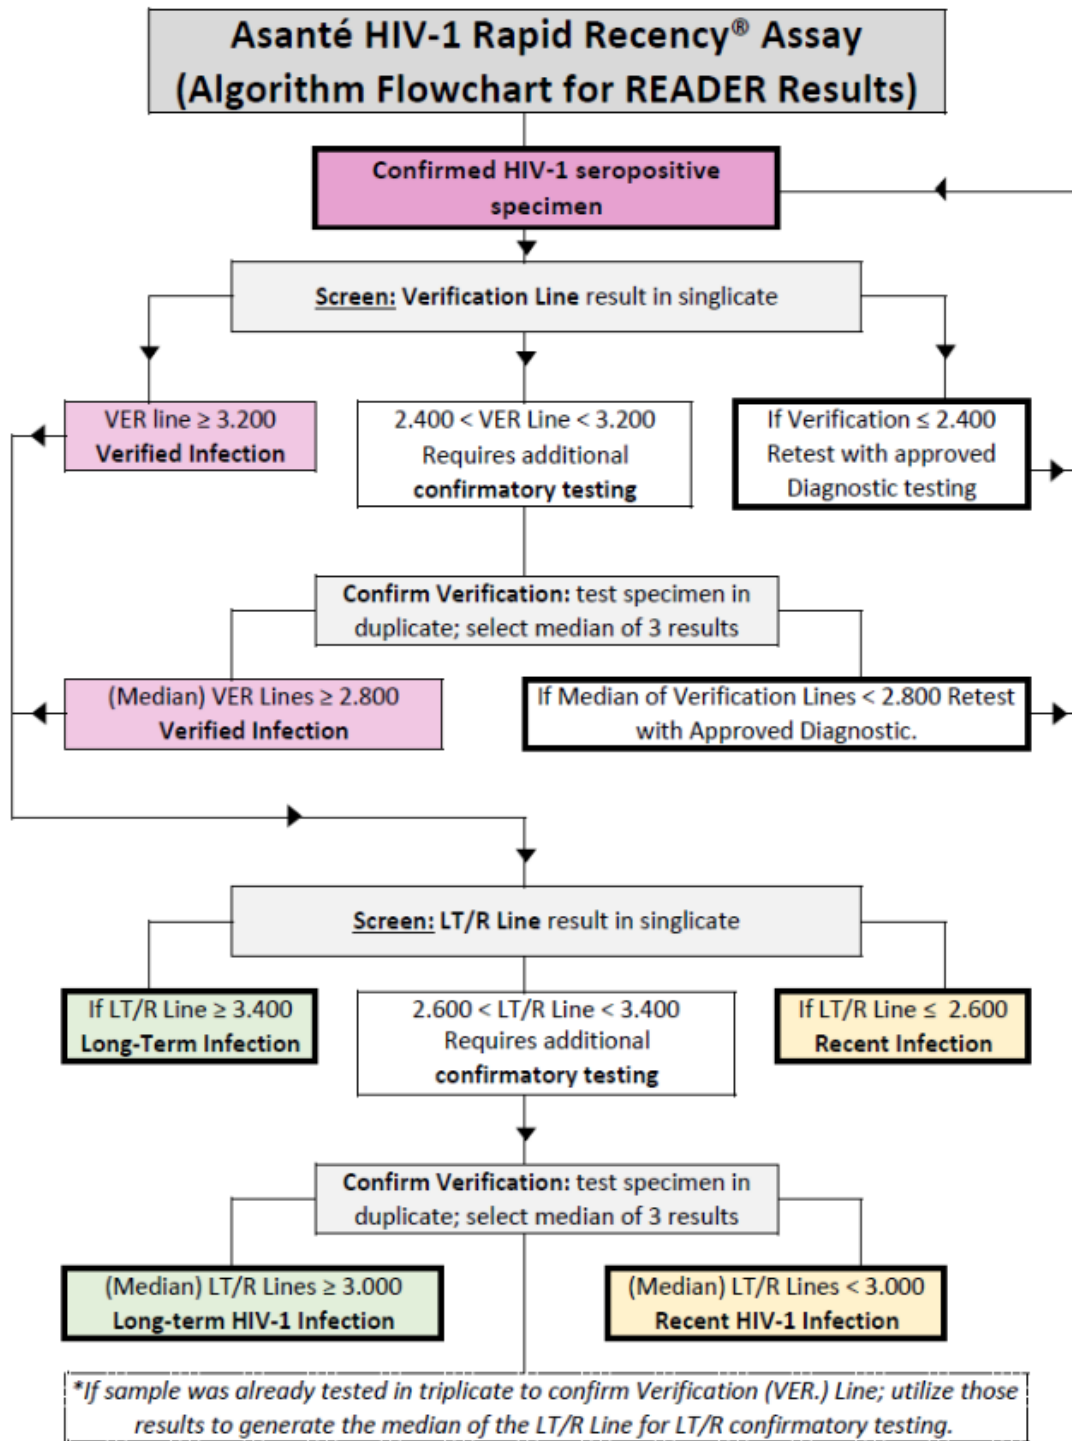 Asanté HIV-1 Rapid Recency® Assay
(Algorithm Flowchart for READER Results)
Confirmed HIV-1 seropositive
specimen
Screen: Verification Line result in singlicate
VER line ≥ 3.200
Verified Infection
2.400 < VER Line < 3.200
Requires additional
confirmatory testing
If Verification ≤ 2.400
Retest with approved
Diagnostic testing
Confirm Verification: test specimen in
duplicate; select median of 3 results
(Median) VER Lines ≥ 2.800
Verified Infection
If Median of Verification Lines < 2.800 Retest
with Approved Diagnostic.
Screen: LT/R Line result in singlicate
If LT/R Line ≥ 3.400
Long-Term Infection
2.600 < LT/R Line < 3.400
Requires additional
confirmatory testing
If LT/R Line ≤ 2.600
Recent Infection
Confirm Verification: test specimen in
duplicate; select median of 3 results
(Median) LT/R Lines ≥ 3.000
Long-term HIV-1 Infection
(Median) LT/R Lines < 3.000
Recent HIV-1 Infection
*If sample was already tested in triplicate to confirm Verification (VER.) Line; utilize those
results to generate the median of the LT/R Line for LT/R confirmatory testing.